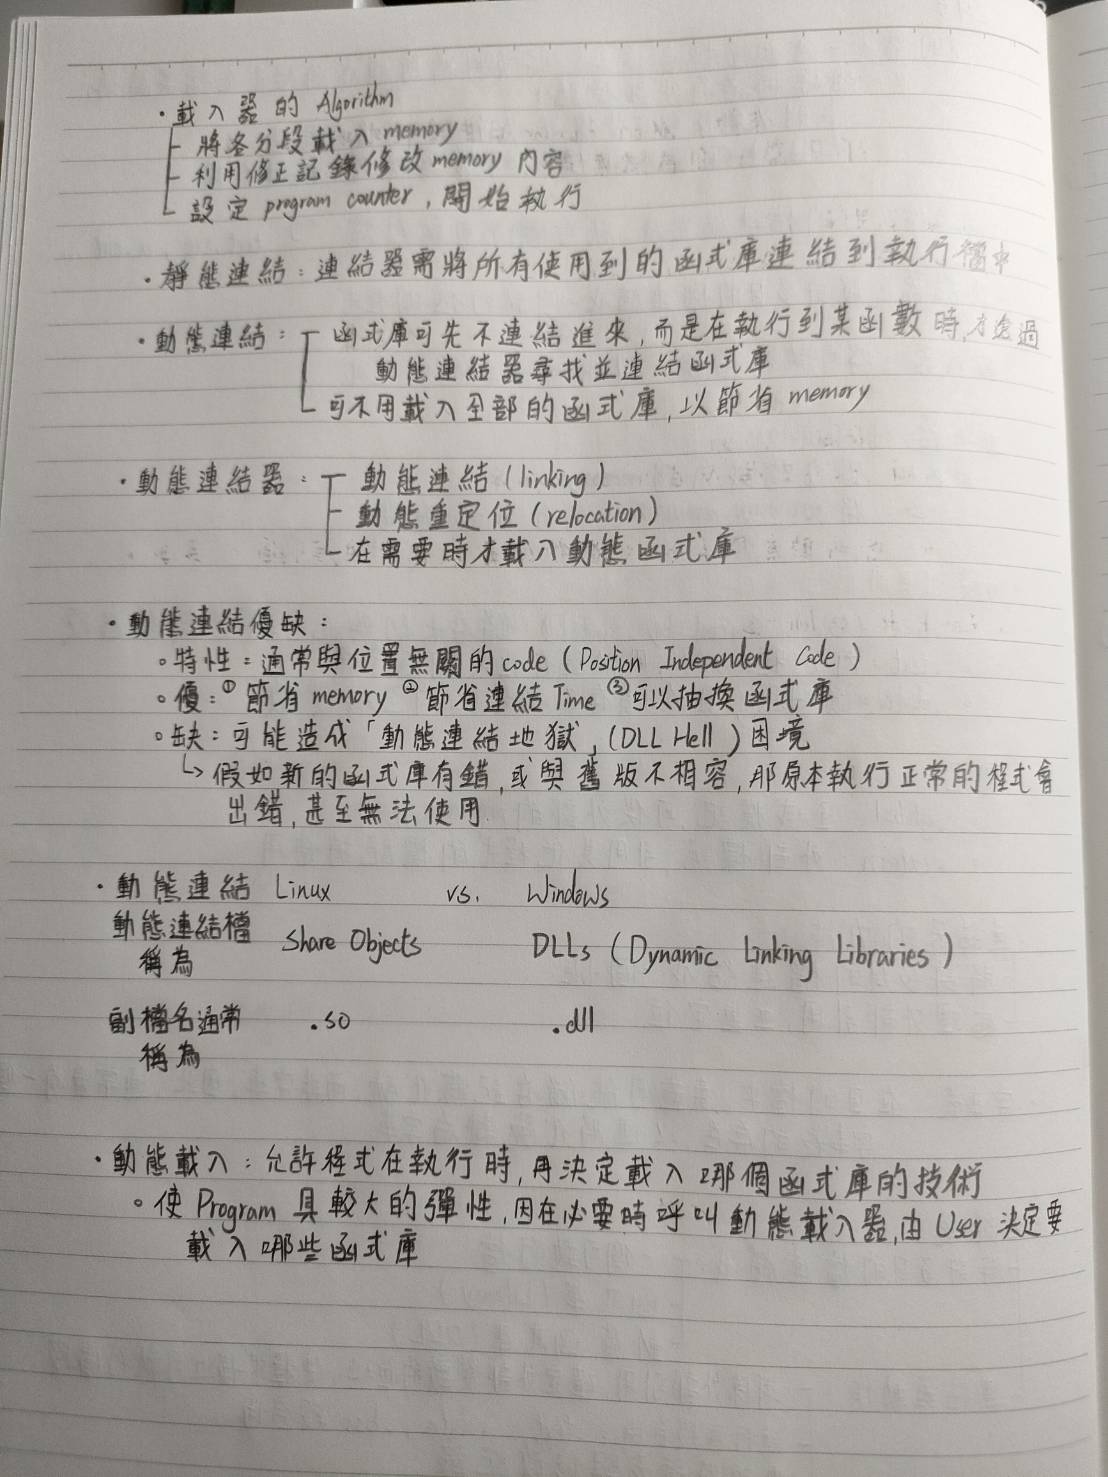 ・載入器的 Algorithm
將各分段載入 memory
利用修正記錄修改 memory 內容
設定 program counter, 開始執行
・靜態連結:連結器需將所有使用到的函式庫連結到執行檔中
・動態連結: 函式庫可先不連結進來,而是在執行到某函數時,才透過
動態連結器尋找並連結函式庫
可不用載入全部的函式庫,以節省 memory
・動態連結器: 動態連結 (linking)
動態重定位 (relocation)
在需要時才載入動態函式庫
・動態連結優缺:
。特性:通常與位置無關的 code (Position Independent Code)
。優:① 節省 memory ② 節省連結 Time ③ 可以抽換函式庫
。缺:可能造成「動態連結地獄」(DLL Hell) 困境
↳ 假如新的函式庫有錯,或與舊版不相容,那原本執行正常的程式會
出錯,甚至無法使用.
・動態連結 Linux vs. Windows
動態連結檔 Share Objects DLLs (Dynamic Linking Libraries)
稱為
副檔名通常 .so .dll
稱為
・動態載入:允許程式在執行時,再決定載入哪個函式庫的技術
。使 Program 具較大的彈性,因在必要時呼叫動態載入器,由 User 決定要
載入哪些函式庫